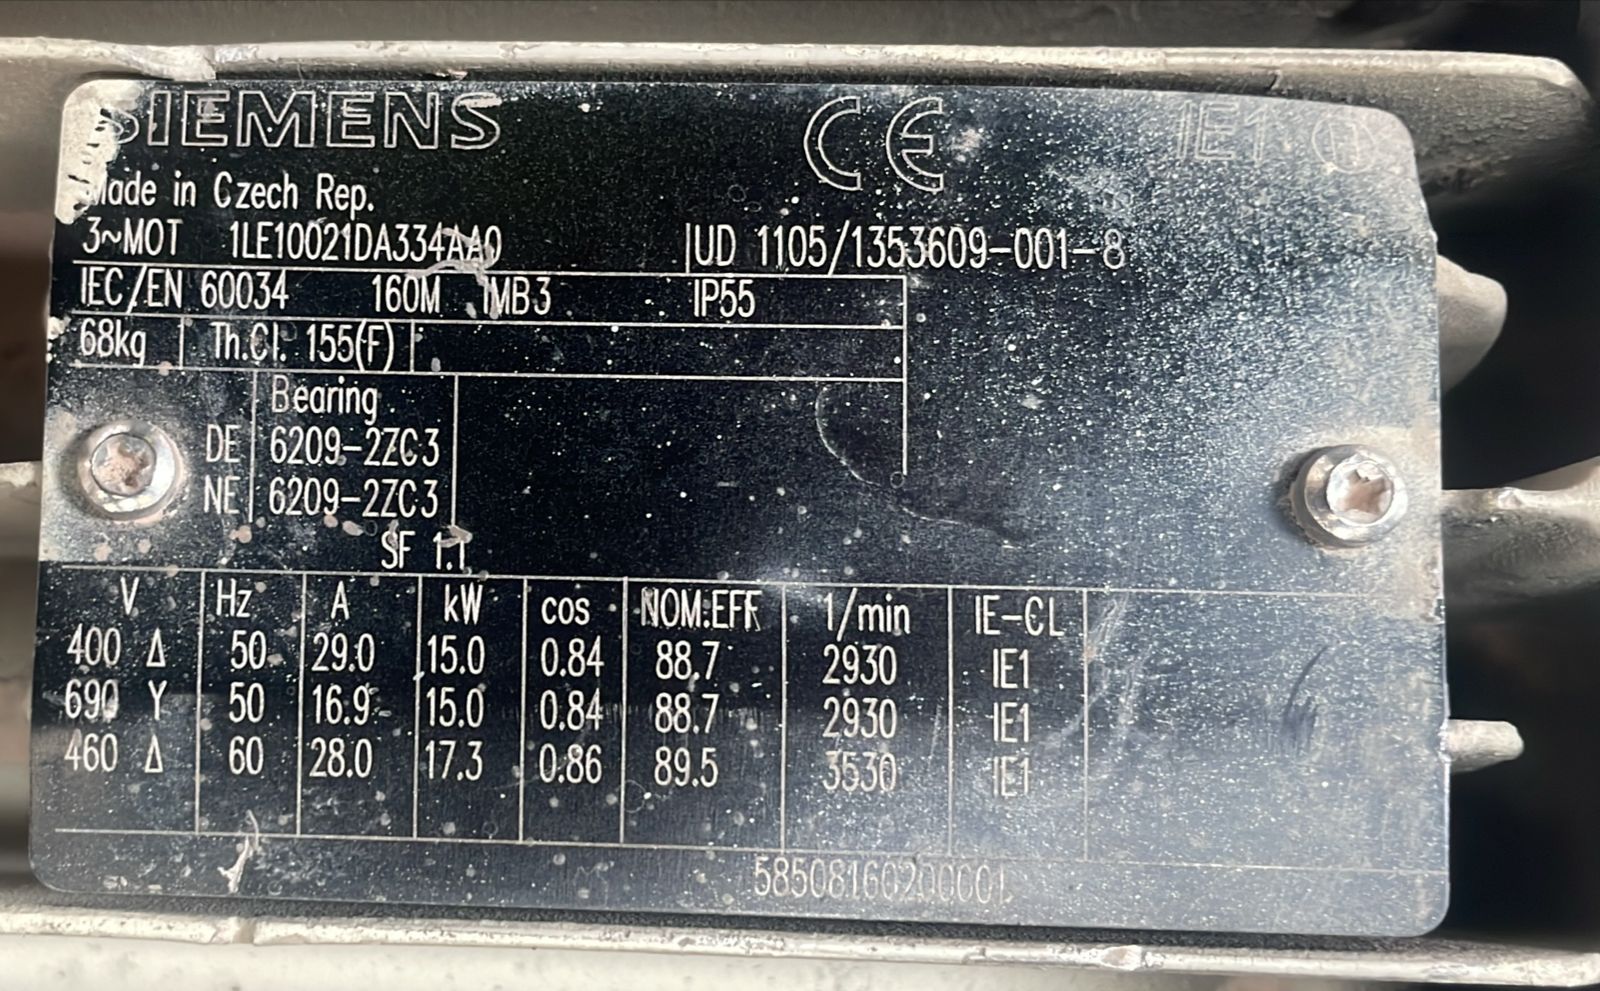 SIEMENS CE IE1 H
Made in Czech Rep.
3~MOT 1LE10021DA334AA0 UD 1105/1353609-001-8
IEC/EN 60034 160M IMB3 IP55
68kg Th.Cl. 155(F)
Bearing
DE 6209-2ZC3
NE 6209-2ZC3
SF 1.1
V Hz A kW cos NOM.EFF 1/min IE-CL
400 Δ 50 29.0 15.0 0.84 88.7 2930 IE1
690 Y 50 16.9 15.0 0.84 88.7 2930 IE1
460 Δ 60 28.0 17.3 0.86 89.5 3530 IE1
58508160200001